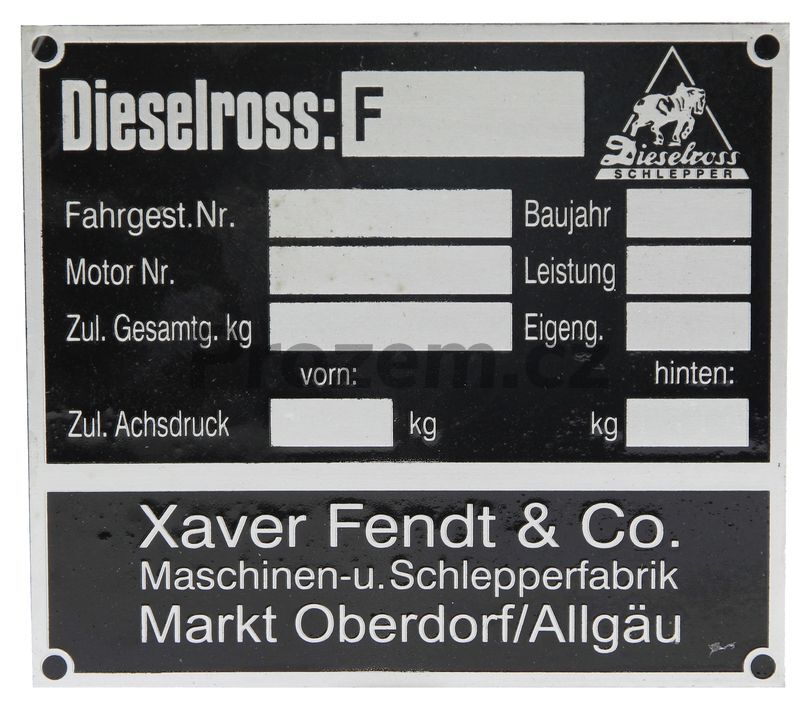 Dieselross: F
Dieselross
SCHLEPPER
Fahrgest.Nr. Baujahr
Motor Nr. Leistung
Zul. Gesamtg. kg Eigeng.
Prozem.cz
vorn: hinten:
Zul. Achsdruck kg kg
Xaver Fendt & Co.
Maschinen-u.Schlepperfabrik
Markt Oberdorf/Allgäu